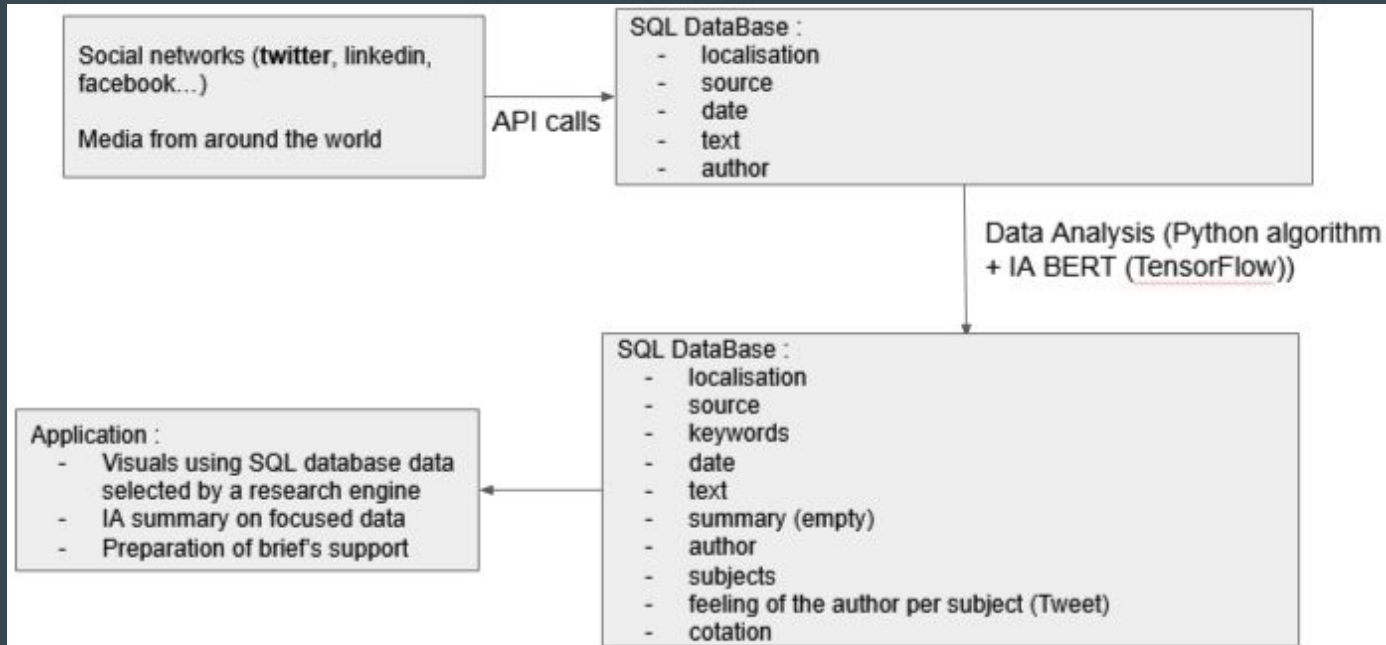 Social networks (twitter, linkedin,
facebook...)
Media from around the world
API calls
SQL DataBase :
- localisation
- source
- date
- text
- author
Data Analysis (Python algorithm
+ IA BERT (TensorFlow))
SQL DataBase :
- localisation
- source
- keywords
- date
- text
- summary (empty)
- author
- subjects
- feeling of the author per subject (Tweet)
- cotation
Application :
- Visuals using SQL database data
selected by a research engine
- IA summary on focused data
- Preparation of brief's support